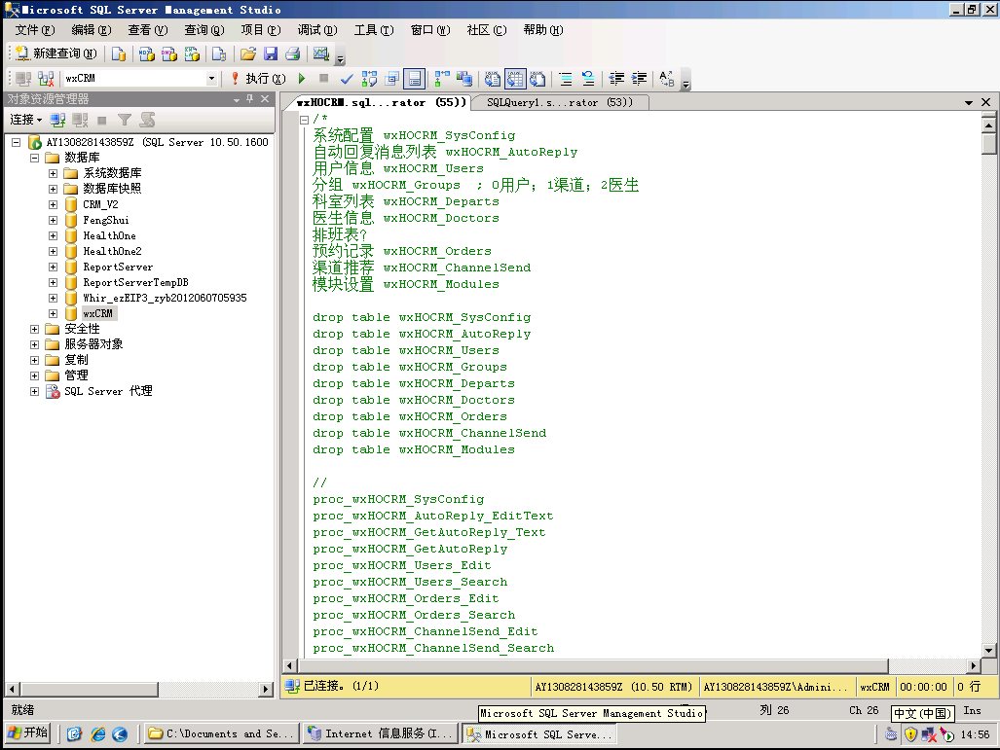 Microsoft SQL Server Management Studio
文件(F) 编辑(E) 查看(V) 查询(Q) 项目(P) 调试(D) 工具(T) 窗口(W) 社区(C) 帮助(H)
新建查询(N)
wxCRM 执行(X)
对象资源管理器
连接
AY130828143859Z (SQL Server 10.50.1600
数据库
系统数据库
数据库快照
CRM_V2
FengShui
HealthOne
HealthOne2
ReportServer
ReportServerTempDB
Whir_ezEIP3_zyb2012060705935
wxCRM
安全性
服务器对象
复制
管理
SQL Server 代理
wxHOCRM.sql...rator (55)) SQLQuery1.s...rator (53))
/*
系统配置 wxHOCRM_SysConfig
自动回复消息列表 wxHOCRM_AutoReply
用户信息 wxHOCRM_Users
分组 wxHOCRM_Groups ; 0用户; 1渠道; 2医生
科室列表 wxHOCRM_Departs
医生信息 wxHOCRM_Doctors
排班表?
预约记录 wxHOCRM_Orders
渠道推荐 wxHOCRM_ChannelSend
模块设置 wxHOCRM_Modules
drop table wxHOCRM_SysConfig
drop table wxHOCRM_AutoReply
drop table wxHOCRM_Users
drop table wxHOCRM_Groups
drop table wxHOCRM_Departs
drop table wxHOCRM_Doctors
drop table wxHOCRM_Orders
drop table wxHOCRM_ChannelSend
drop table wxHOCRM_Modules
//
proc_wxHOCRM_SysConfig
proc_wxHOCRM_AutoReply_EditText
proc_wxHOCRM_GetAutoReply_Text
proc_wxHOCRM_GetAutoReply
proc_wxHOCRM_Users_Edit
proc_wxHOCRM_Users_Search
proc_wxHOCRM_Orders_Edit
proc_wxHOCRM_Orders_Search
proc_wxHOCRM_ChannelSend_Edit
proc_wxHOCRM_ChannelSend_Search
已连接。(1/1) AY130828143859Z (10.50 RTM) AY130828143859Z\Admini... wxCRM 00:00:00 0 行
就绪 列 26 Ch 26 Ins
Microsoft SQL Server Management Studio
中文(中国)
开始 C:\Documents and Se... Internet 信息服务(I... Microsoft SQL Serve... 14:56